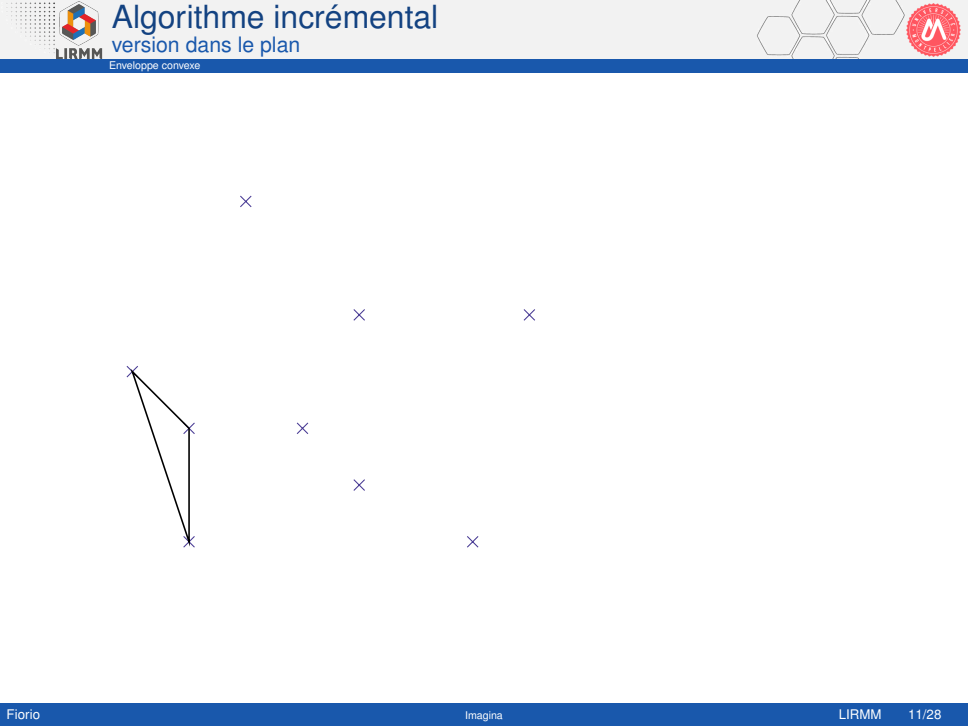 Algorithme incrémental
version dans le plan
LIRMM
Enveloppe convexe
Fiorio
Imagina
LIRMM
11/28